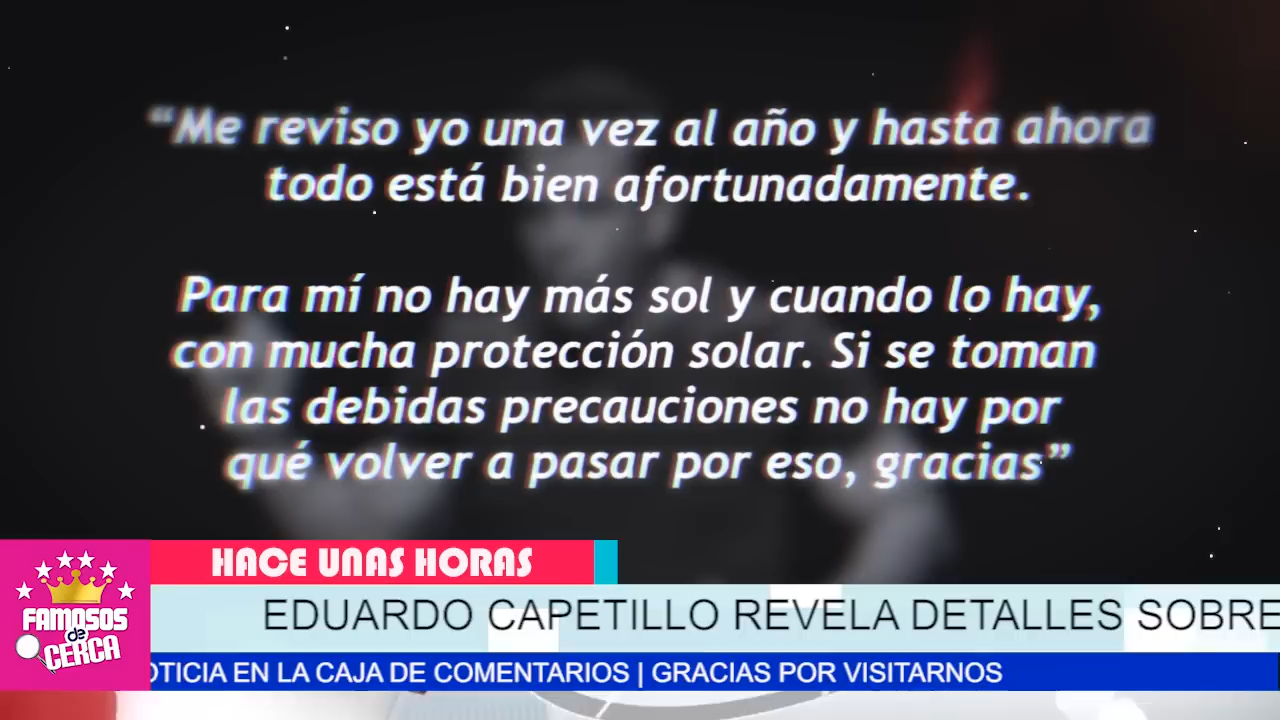 “Me reviso yo una vez al año y hasta ahora
todo está bien afortunadamente.
Para mí no hay más sol y cuando lo hay,
con mucha protección solar. Si se toman
las debidas precauciones no hay por
qué volver a pasar por eso, gracias”
HACE UNAS HORAS
EDUARDO CAPETILLO REVELA DETALLES SOBRE
FAMOSOS
de
CERCA
OTICIA EN LA CAJA DE COMENTARIOS | GRACIAS POR VISITARNOS